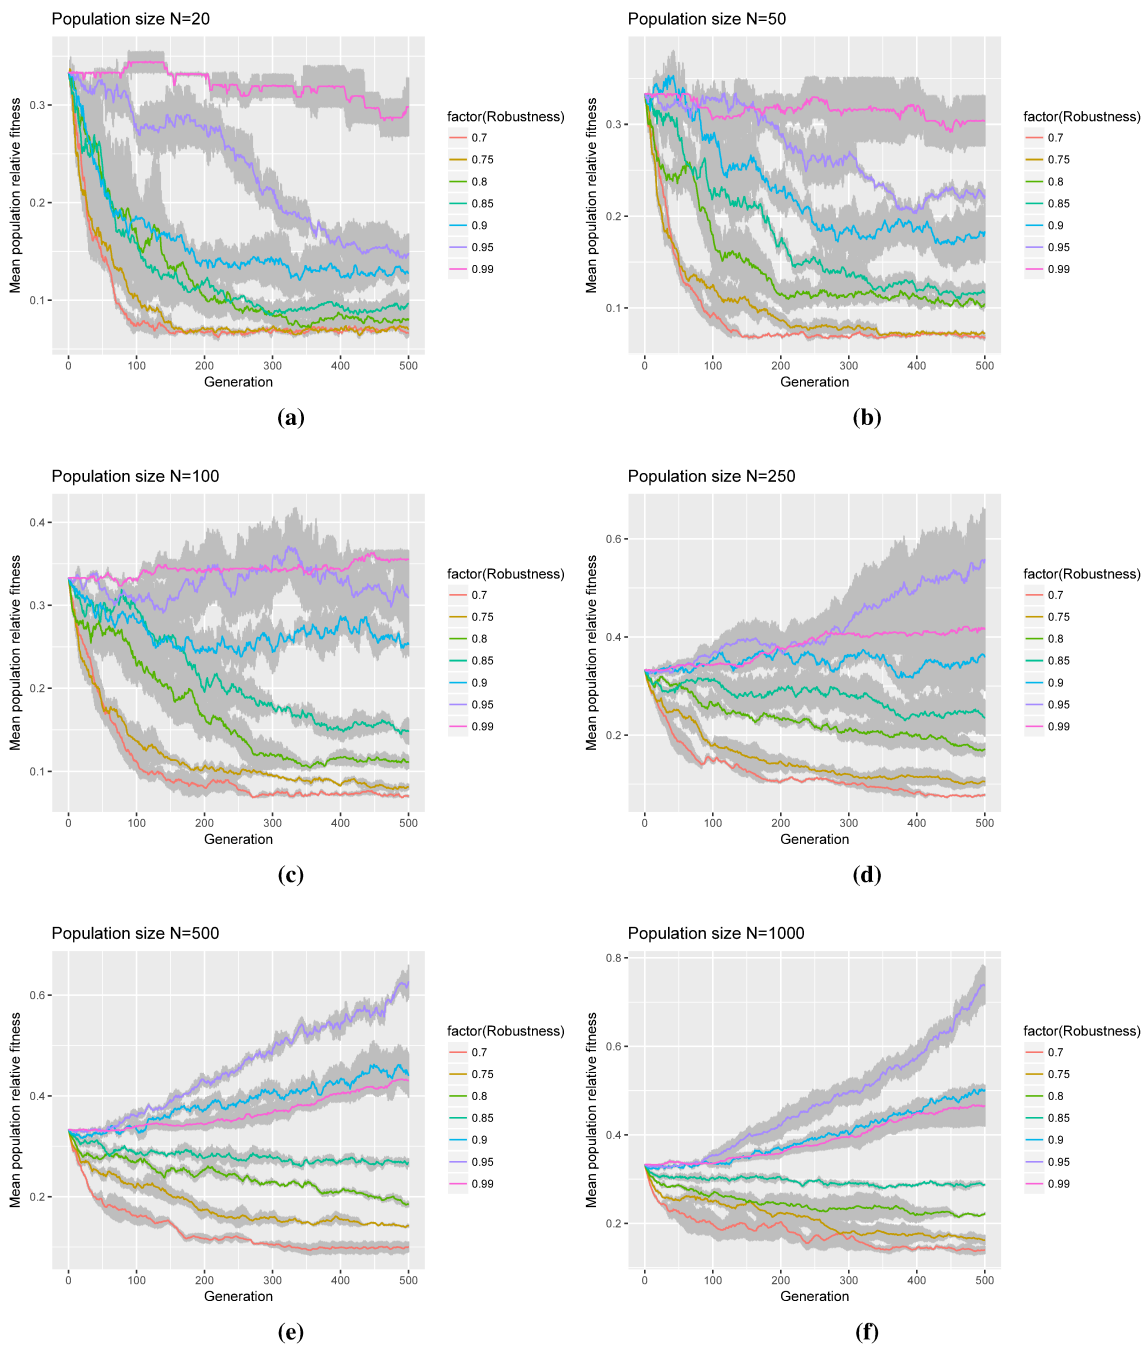 Population size N=20
Mean population relative fitness
0.3
0.2
0.1
0 100 200 300 400 500
Generation
factor(Robustness)
0.7
0.75
0.8
0.85
0.9
0.95
0.99
(a)
Population size N=50
Mean population relative fitness
0.3
0.2
0.1
0 100 200 300 400 500
Generation
factor(Robustness)
0.7
0.75
0.8
0.85
0.9
0.95
0.99
(b)
Population size N=100
Mean population relative fitness
0.4
0.3
0.2
0.1
0 100 200 300 400 500
Generation
factor(Robustness)
0.7
0.75
0.8
0.85
0.9
0.95
0.99
(c)
Population size N=250
Mean population relative fitness
0.6
0.4
0.2
0 100 200 300 400 500
Generation
factor(Robustness)
0.7
0.75
0.8
0.85
0.9
0.95
0.99
(d)
Population size N=500
Mean population relative fitness
0.6
0.4
0.2
0 100 200 300 400 500
Generation
factor(Robustness)
0.7
0.75
0.8
0.85
0.9
0.95
0.99
(e)
Population size N=1000
Mean population relative fitness
0.8
0.6
0.4
0.2
0 100 200 300 400 500
Generation
factor(Robustness)
0.7
0.75
0.8
0.85
0.9
0.95
0.99
(f)